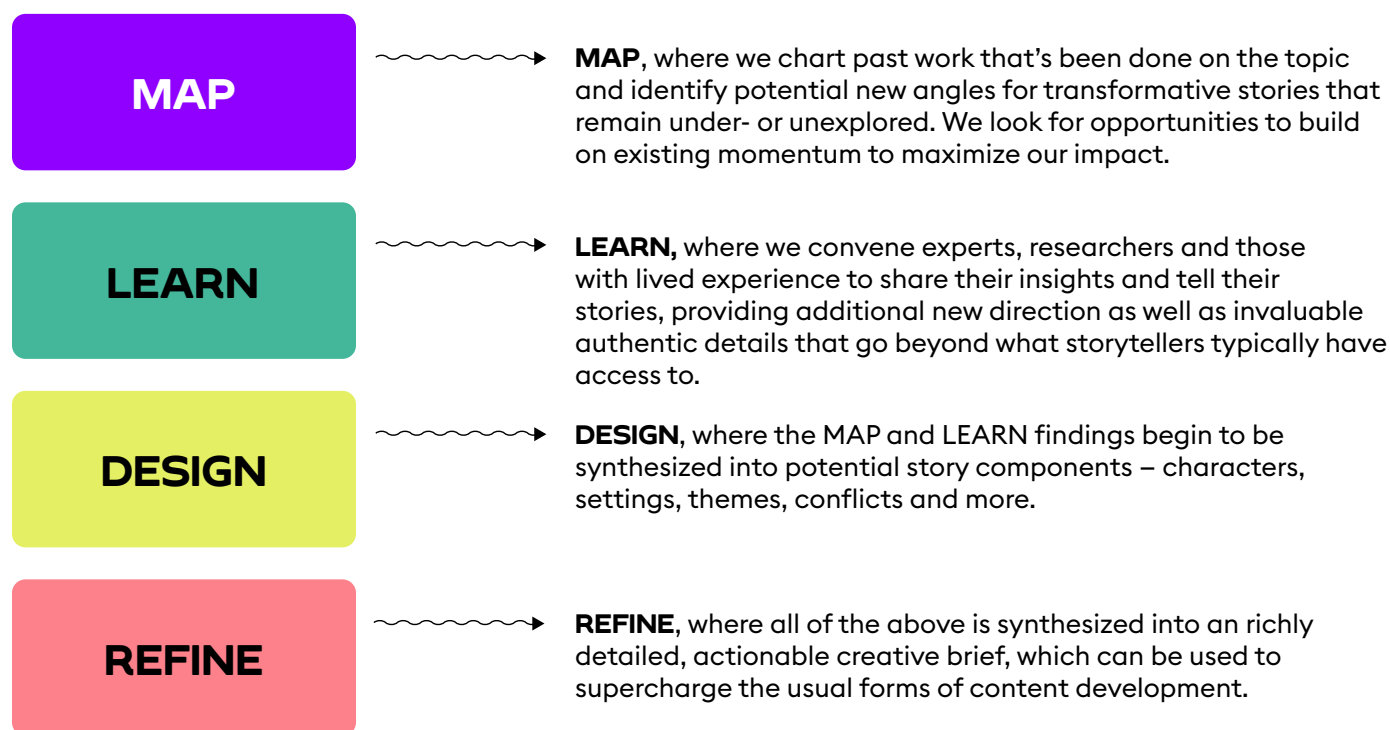 MAP
MAP, where we chart past work that’s been done on the topic
and identify potential new angles for transformative stories that
remain under- or unexplored. We look for opportunities to build
on existing momentum to maximize our impact.
LEARN
LEARN, where we convene experts, researchers and those
with lived experience to share their insights and tell their
stories, providing additional new direction as well as invaluable
authentic details that go beyond what storytellers typically have
access to.
DESIGN
DESIGN, where the MAP and LEARN findings begin to be
synthesized into potential story components – characters,
settings, themes, conflicts and more.
REFINE
REFINE, where all of the above is synthesized into an richly
detailed, actionable creative brief, which can be used to
supercharge the usual forms of content development.